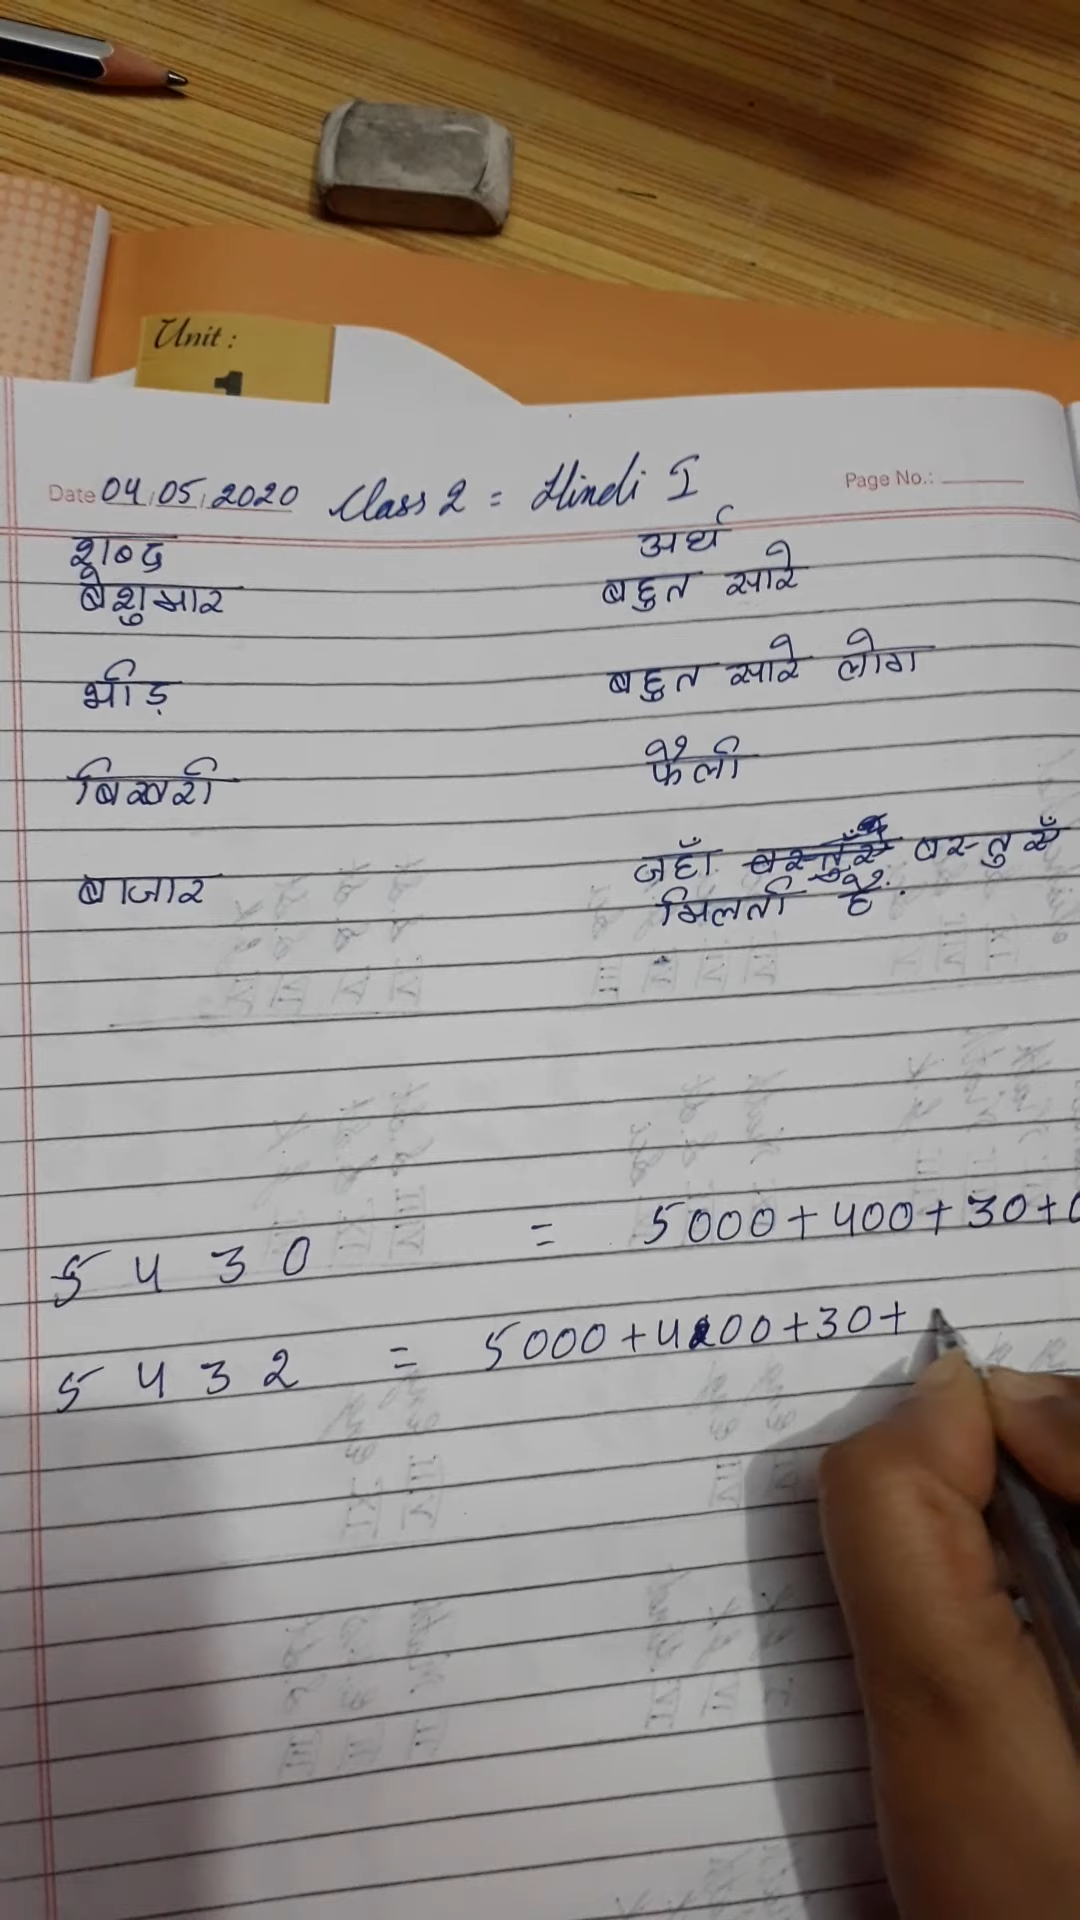 Unit :
1
Date 04.05.2020 Class 2 = Hindi I Page No.:
शब्द अर्थ
बेशुमार बहुत सारे
भीड़ बहुत सारे लोग
बिखरी फैली
बाजार जहाँ वस्तुएँ
मिलती हैं.
5 4 3 0 = 5000+400+30+0
5 4 3 2 = 5000+400+30+